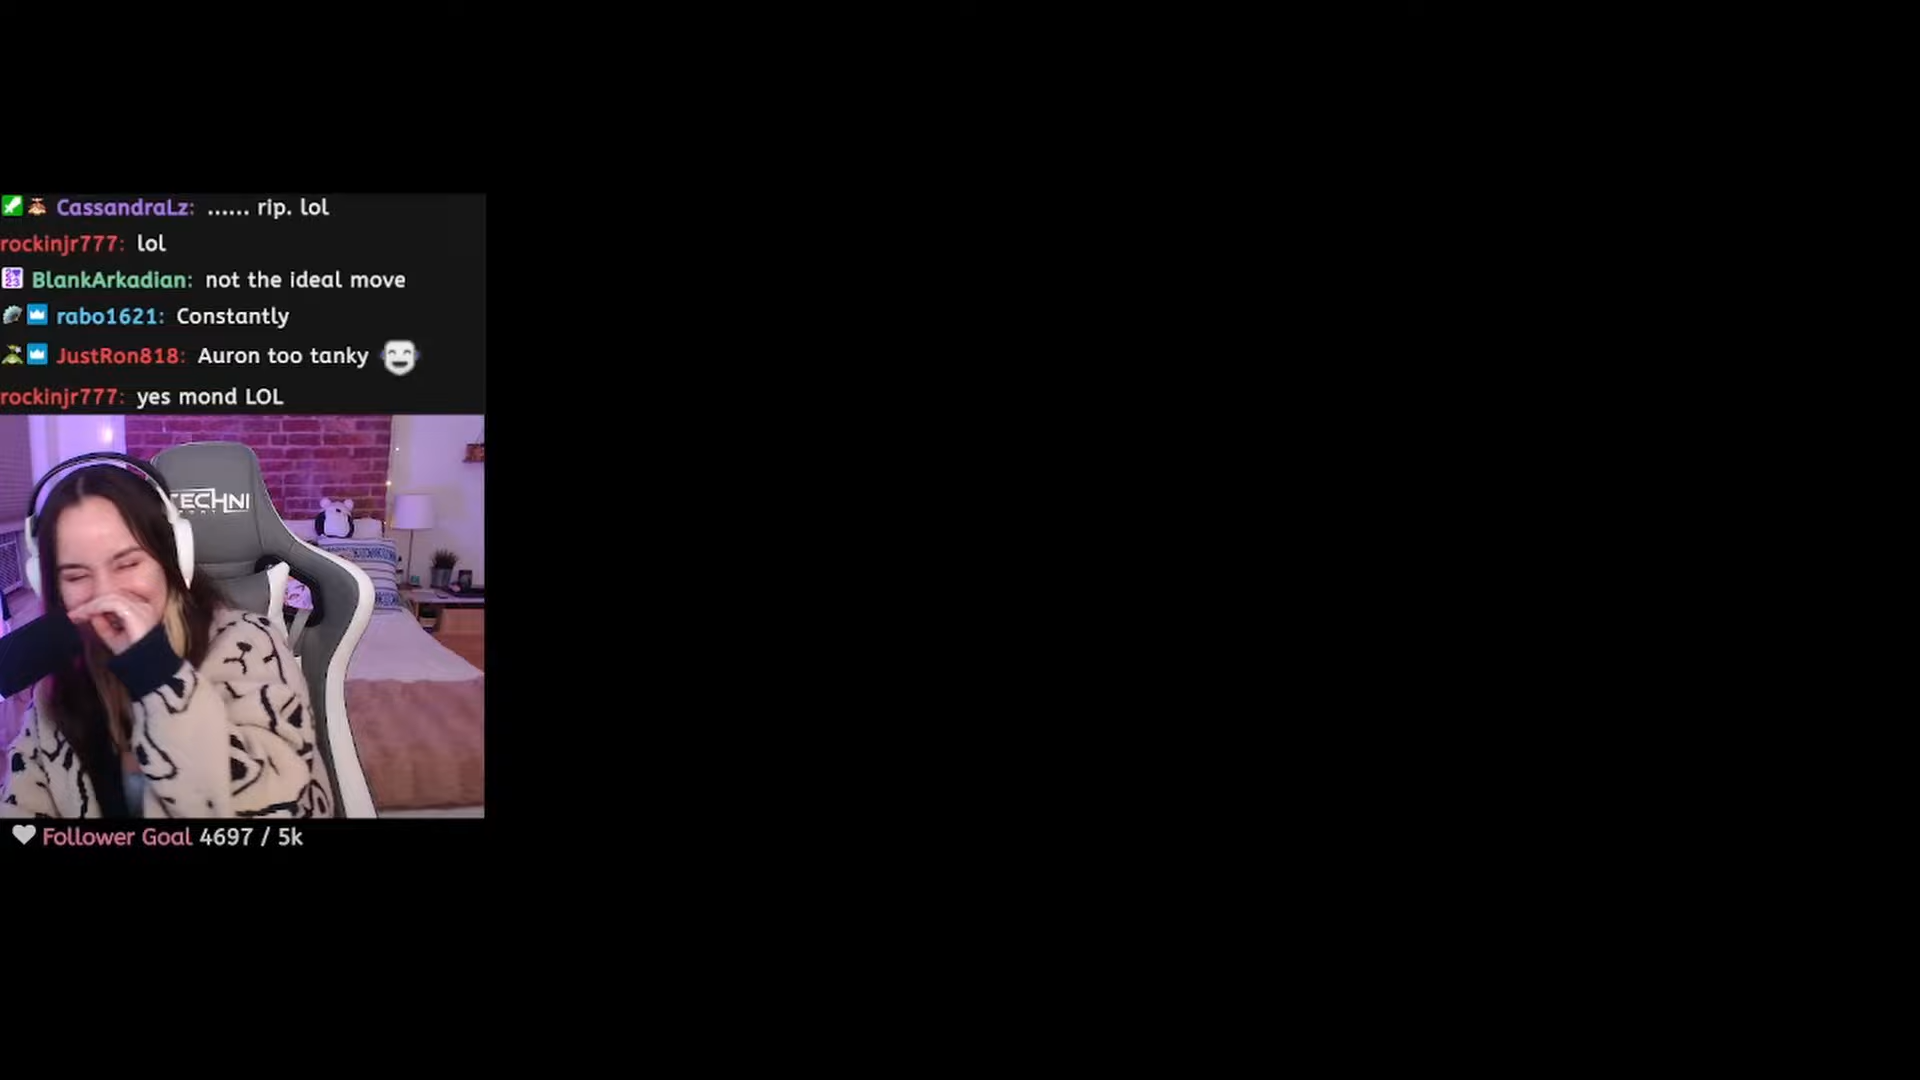 CassandraLz: ...... rip. lol
rockinjr777: lol
BlankArkadian: not the ideal move
rabo1621: Constantly
JustRon818: Auron too tanky
rockinjr777: yes mond LOL
TECHNI
Follower Goal 4697 / 5k